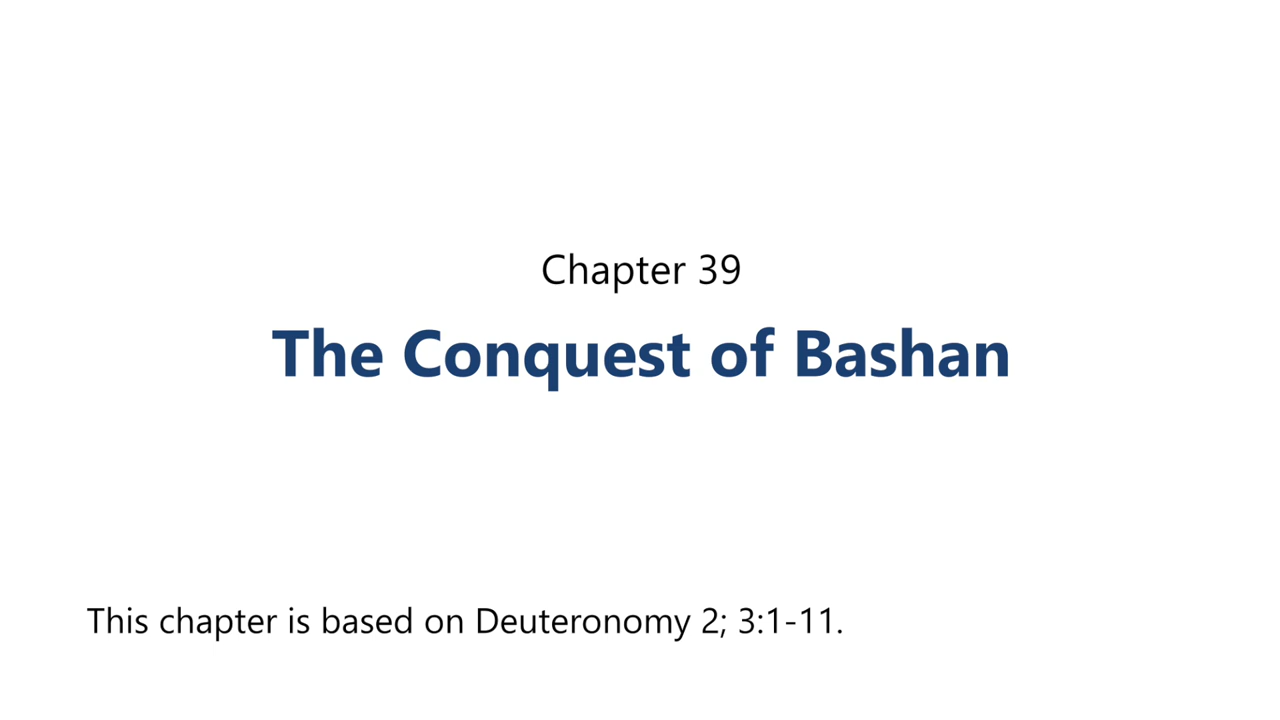 Chapter 39
The Conquest of Bashan
This chapter is based on Deuteronomy 2; 3:1-11.